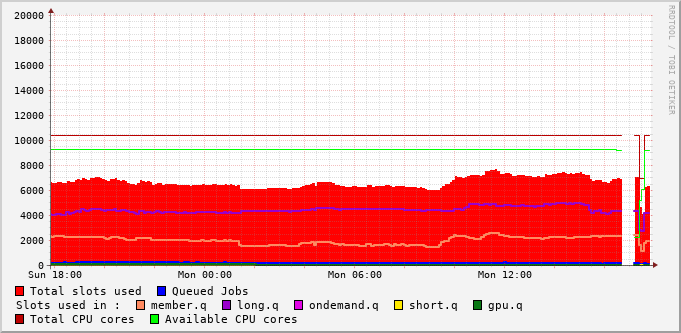 20000
18000
16000
14000
12000
10000
8000
6000
4000
2000
0
Sun 18:00 Mon 00:00 Mon 06:00 Mon 12:00
Total slots used Queued Jobs
Slots used in : member.q long.q ondemand.q short.q gpu.q
Total CPU cores Available CPU cores
RRDTOOL / TOBI OETIKER